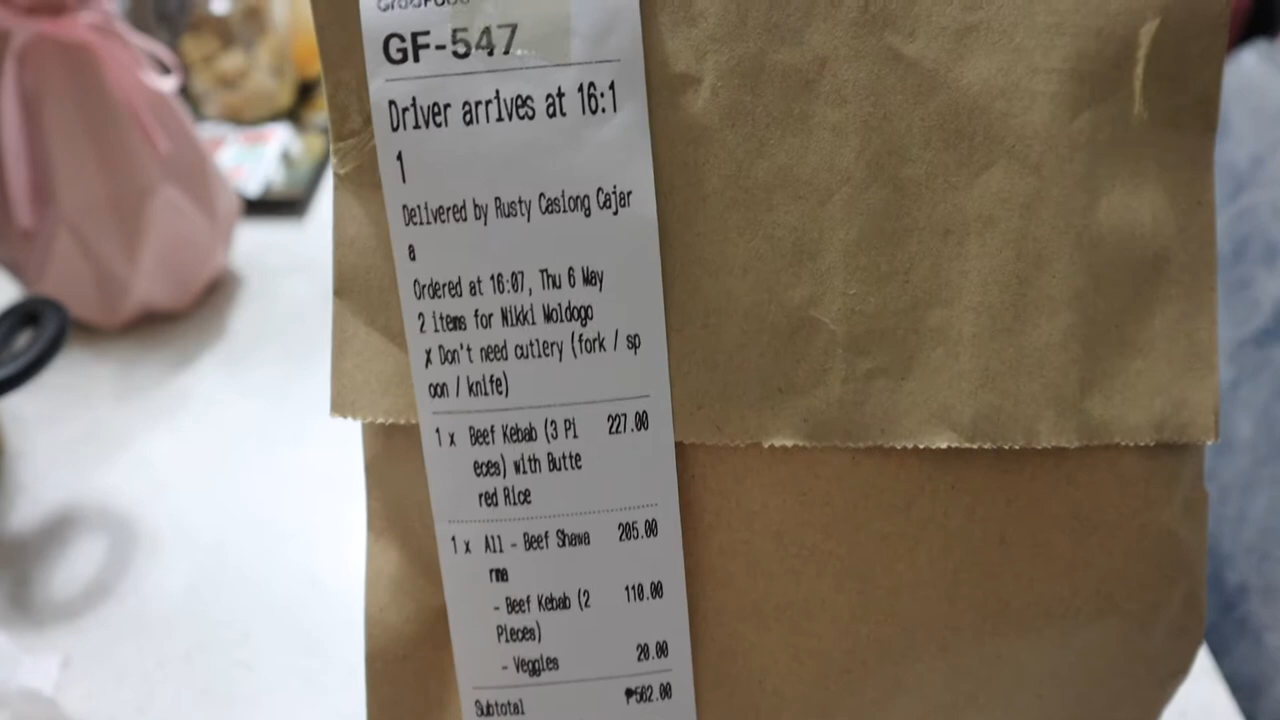 GrabFood
GF-547
Driver arrives at 16:1
1
Delivered by Rusty Casiong Cajar
a
Ordered at 16:07, Thu 6 May
2 items for Nikki Moldogo
✗ Don't need cutlery (fork / sp
oon / knife)
1 x Beef Kebab (3 Pi 227.00
eces) with Butte
red Rice
1 x All - Beef Shawa 205.00
rma
- Beef Kebab (2 110.00
Pieces)
- Veggies 20.00
Subtotal ₱562.00